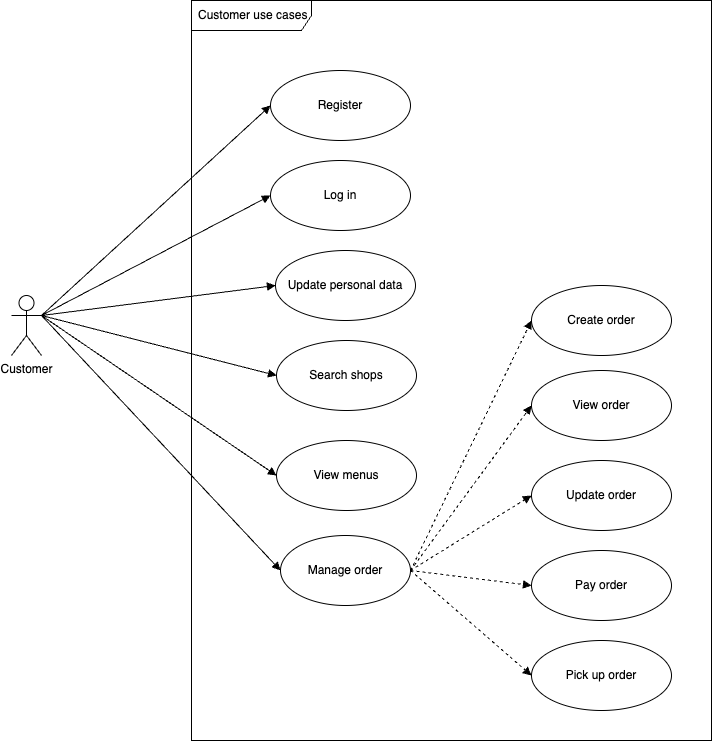 Customer use cases
Register
Log in
Update personal data
Search shops
View menus
Manage order
Customer
Create order
View order
Update order
Pay order
Pick up order